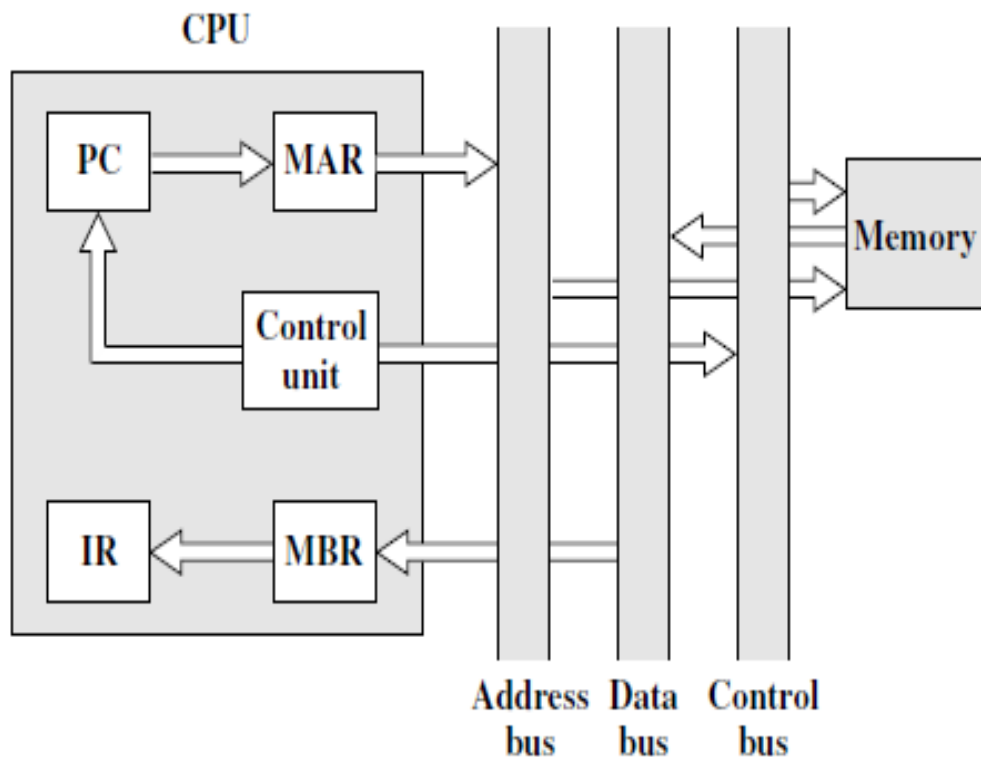 CPU
PC
MAR
Memory
Control
unit
IR
MBR
Address
bus
Data
bus
Control
bus